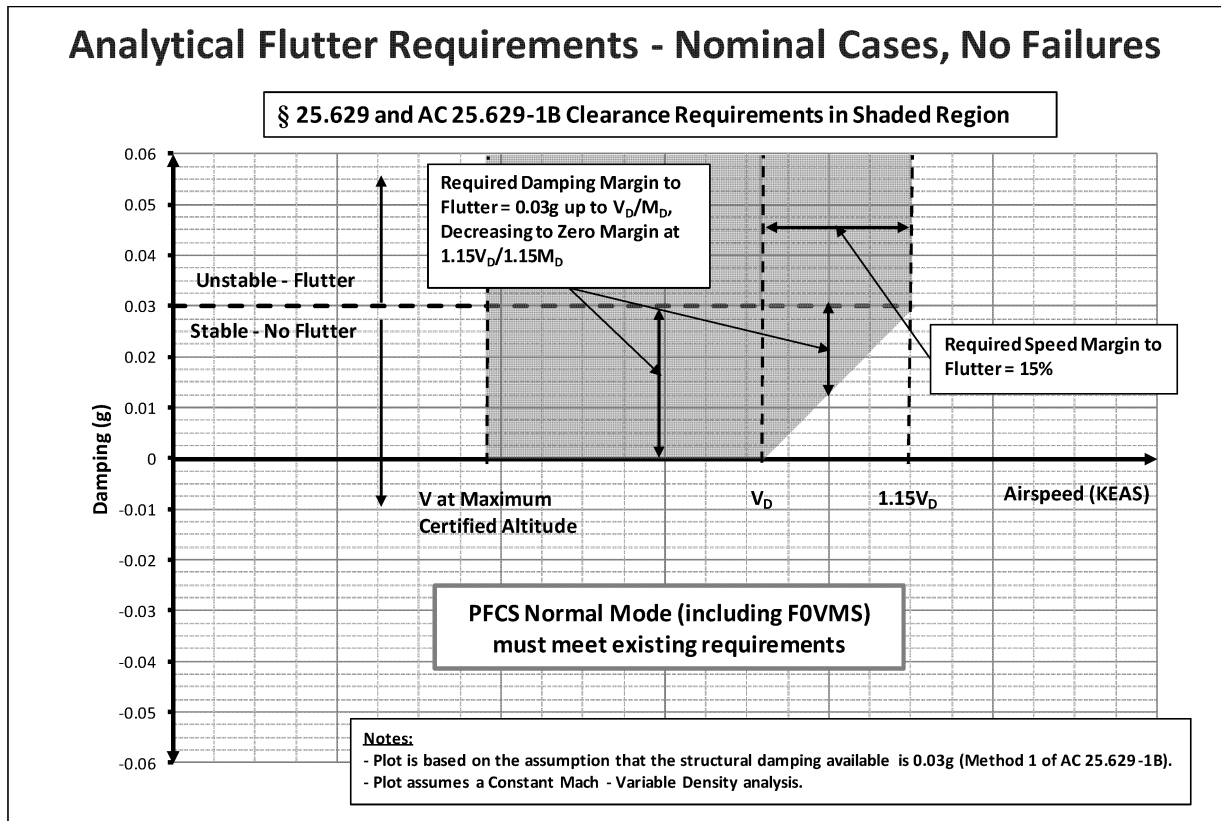 Analytical Flutter Requirements - Nominal Cases, No Failures
§ 25.629 and AC 25.629-1B Clearance Requirements in Shaded Region
0.06
0.05
0.04
0.03
0.02
0.01
0
-0.01
-0.02
-0.03
-0.04
-0.05
-0.06
Damping (g)
Required Damping Margin to
Flutter = 0.03g up to VD/MD,
Decreasing to Zero Margin at
1.15VD/1.15MD
Unstable - Flutter
Stable - No Flutter
Required Speed Margin to
Flutter = 15%
V at Maximum
Certified Altitude
VD
1.15VD
Airspeed (KEAS)
PFCS Normal Mode (including F0VMS)
must meet existing requirements
Notes:
- Plot is based on the assumption that the structural damping available is 0.03g (Method 1 of AC 25.629-1B).
- Plot assumes a Constant Mach - Variable Density analysis.